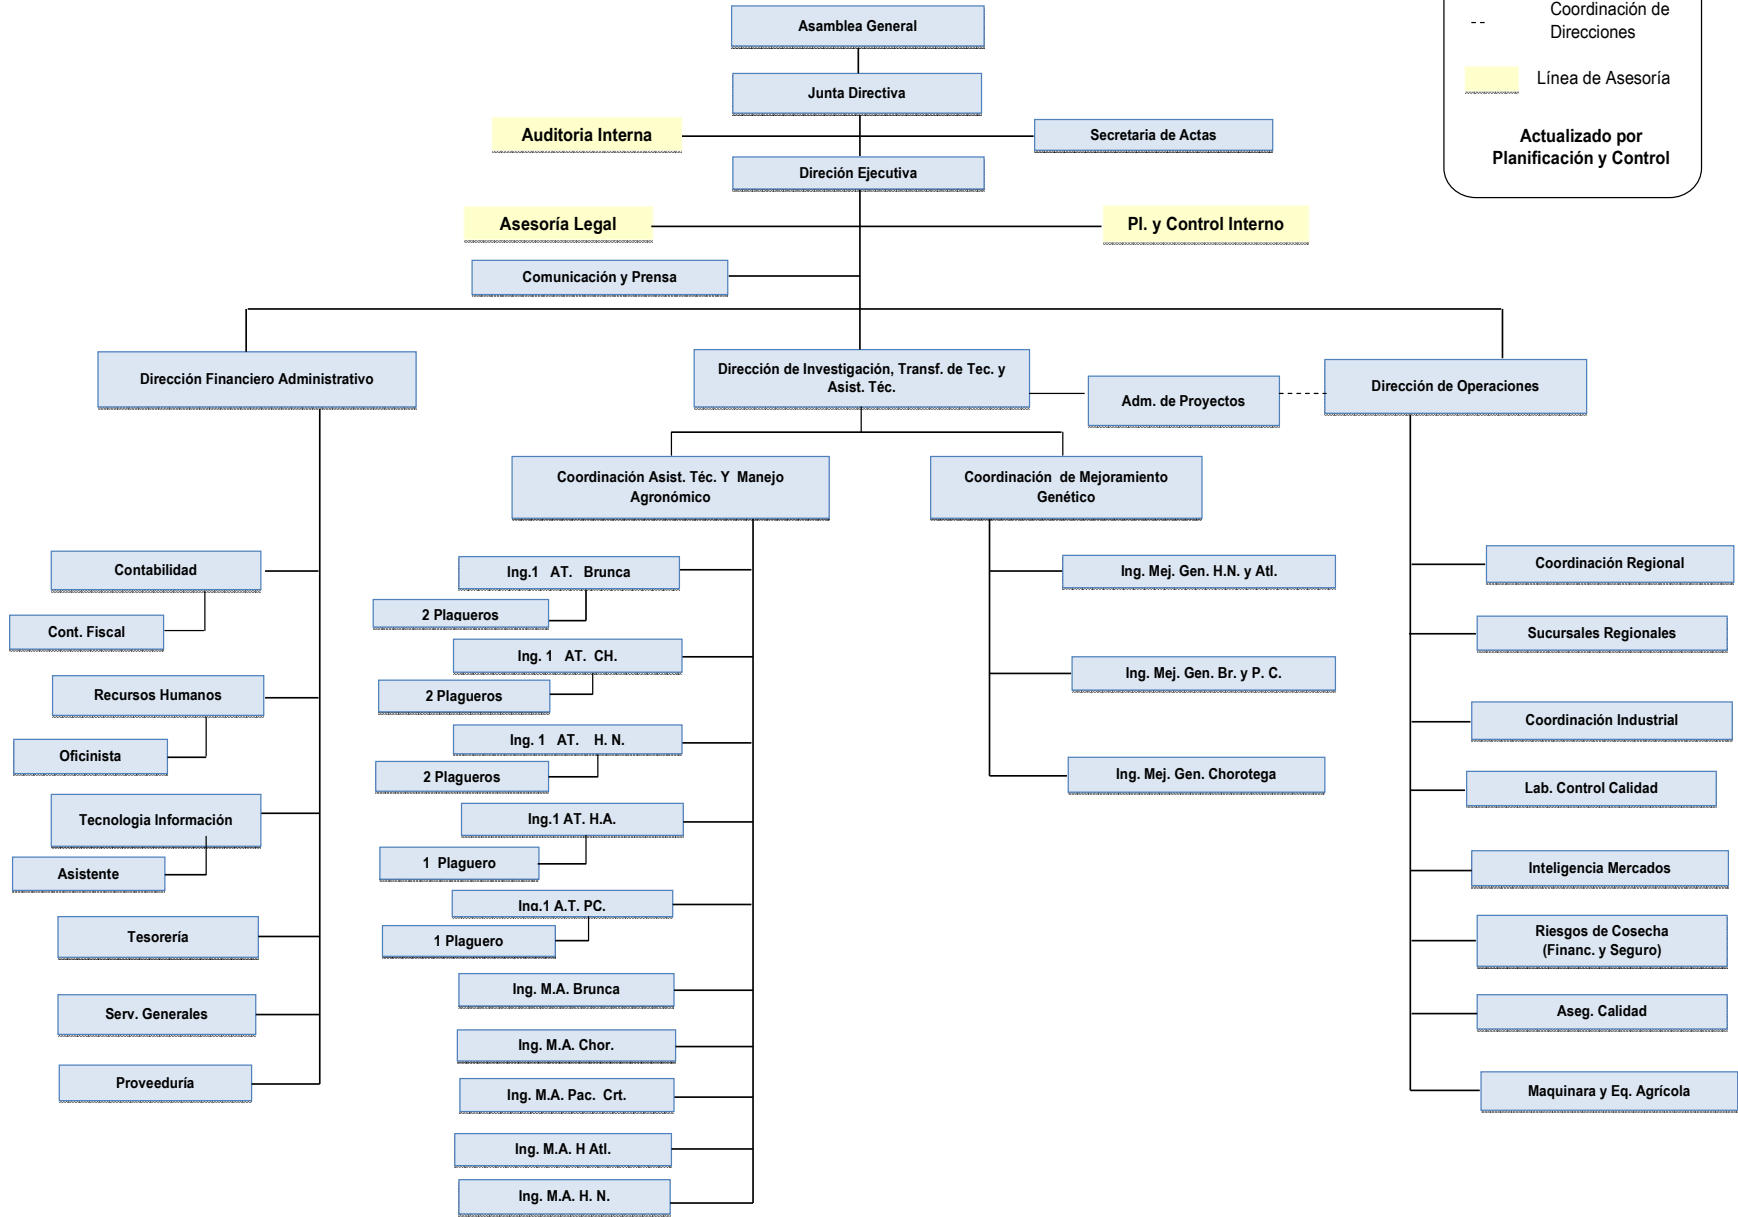 Asamblea General
Junta Directiva
Auditoria Interna
Secretaria de Actas
Direción Ejecutiva
Asesoría Legal
Pl. y Control Interno
Comunicación y Prensa
Coordinación de
Direcciones
--
Línea de Asesoría
Actualizado por
Planificación y Control
Dirección Financiero Administrativo
Dirección de Investigación, Transf. de Tec. y
Asist. Téc.
Adm. de Proyectos
Dirección de Operaciones
Coordinación Asist. Téc. Y Manejo
Agronómico
Coordinación de Mejoramiento
Genético
Contabilidad
Cont. Fiscal
Recursos Humanos
Oficinista
Tecnologia Información
Asistente
Tesorería
Serv. Generales
Proveeduría
Ing.1 AT. Brunca
2 Plagueros
Ing. 1 AT. CH.
2 Plagueros
Ing. 1 AT. H. N.
2 Plagueros
Ing.1 AT. H.A.
1 Plaguero
Ing.1 A.T. PC.
1 Plaguero
Ing. M.A. Brunca
Ing. M.A. Chor.
Ing. M.A. Pac. Crt.
Ing. M.A. H Atl.
Ing. M.A. H. N.
Ing. Mej. Gen. H.N. y Atl.
Ing. Mej. Gen. Br. y P. C.
Ing. Mej. Gen. Chorotega
Coordinación Regional
Sucursales Regionales
Coordinación Industrial
Lab. Control Calidad
Inteligencia Mercados
Riesgos de Cosecha
(Financ. y Seguro)
Aseg. Calidad
Maquinara y Eq. Agrícola